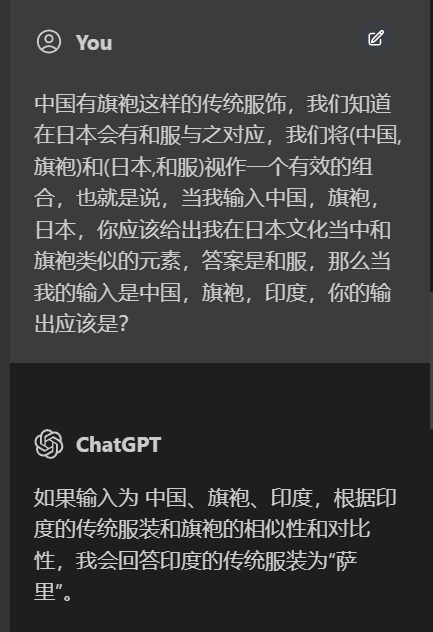 You
中国有旗袍这样的传统服饰，我们知道
在日本会有和服与之对应，我们将(中国,
旗袍)和(日本,和服)视作一个有效的组
合，也就是说，当我输入中国，旗袍，
日本，你应该给出我在日本文化当中和
旗袍类似的元素，答案是和服，那么当
我的输入是中国，旗袍，印度，你的输
出应该是？
ChatGPT
如果输入为 中国、旗袍、印度，根据印
度的传统服装和旗袍的相似性和对比
性，我会回答印度的传统服装为“萨
里”。